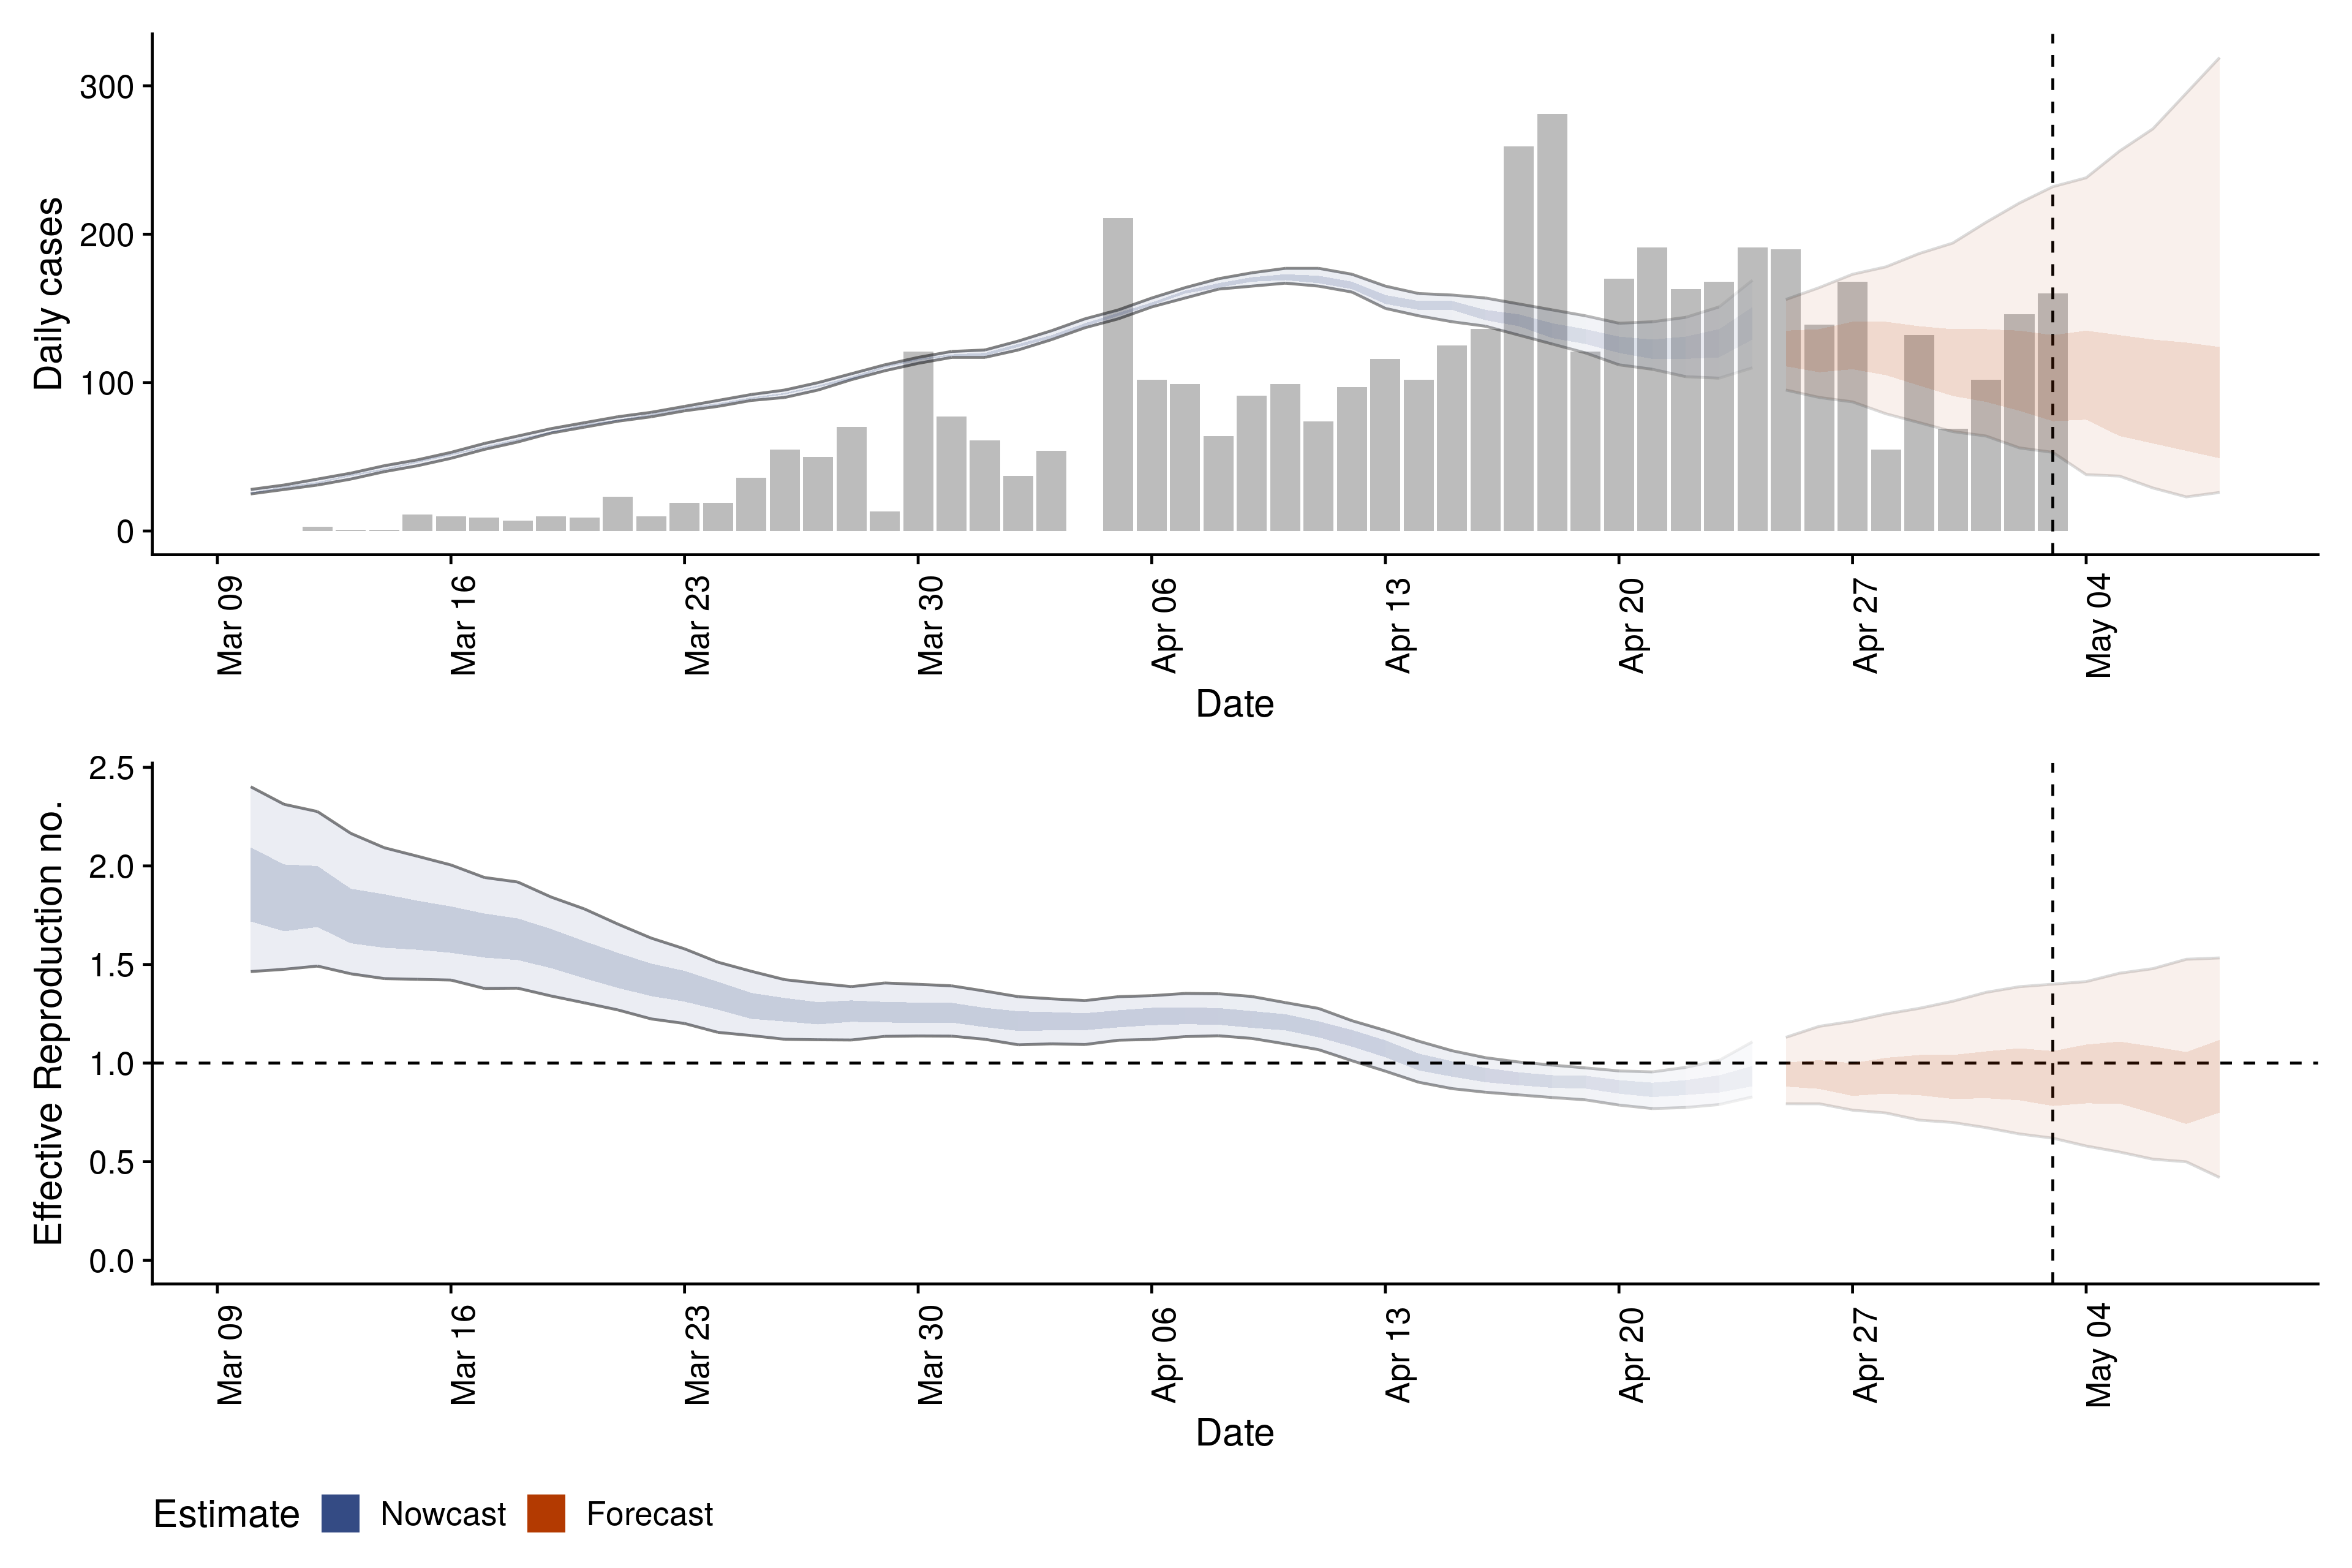 300
200
100
0
Daily cases
Mar 09
Mar 16
Mar 23
Mar 30
Apr 06
Apr 13
Apr 20
Apr 27
May 04
Date
2.5
2.0
1.5
1.0
0.5
0.0
Effective Reproduction no.
Mar 09
Mar 16
Mar 23
Mar 30
Apr 06
Apr 13
Apr 20
Apr 27
May 04
Date
Estimate Nowcast Forecast